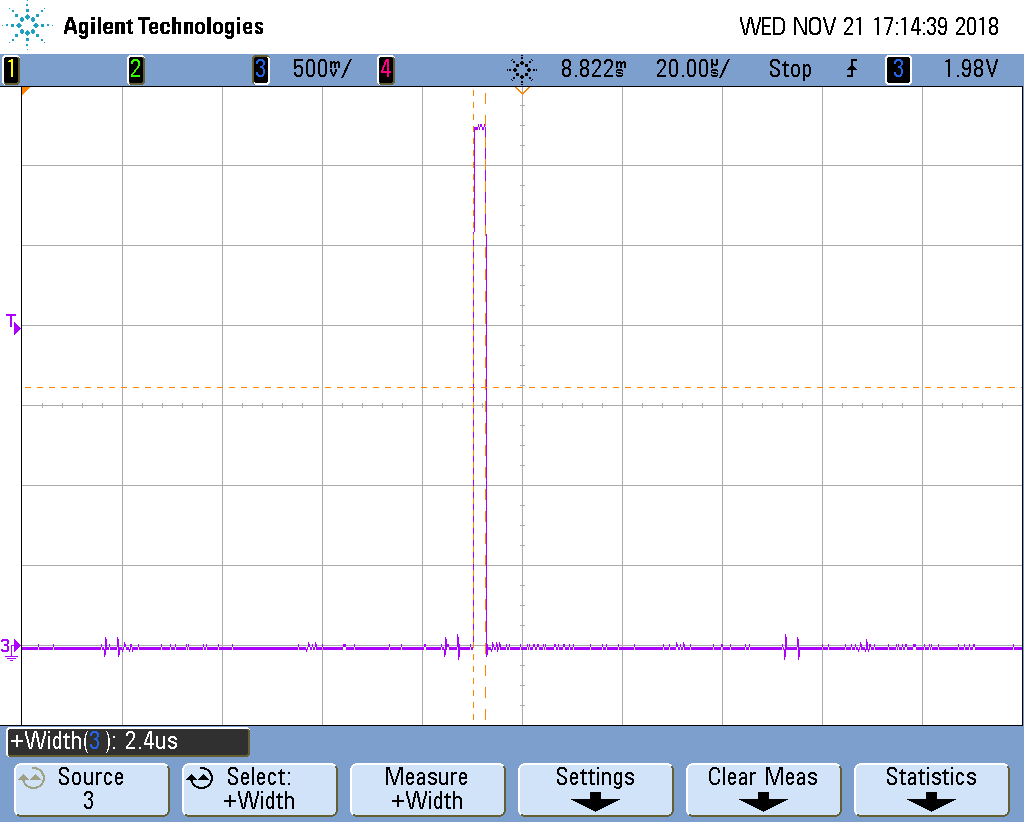 Agilent Technologies
WED NOV 21 17:14:39 2018
1 2 3 500mV/ 4 8.822ms 20.00us/ Stop 3 1.98V
T
3
+Width(3): 2.4us
Source
3
Select:
+Width
Measure
+Width
Settings
Clear Meas
Statistics